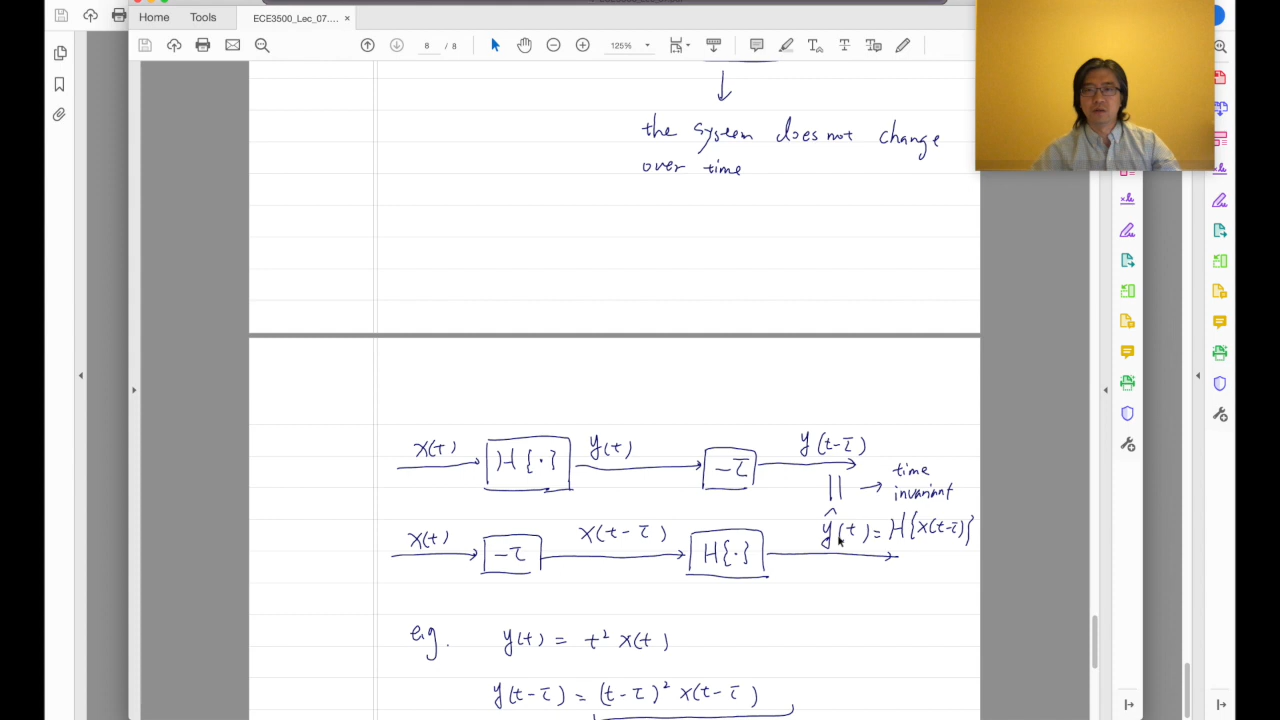 Home Tools ECE3500_Lec_07.... ×
8 / 8 125%
the system does not change
over time
x(t) H{·} y(t) -τ y(t-τ)
|| → time
invariant
x(t) -τ x(t-τ) H{·} ŷ(t) = H{x(t-τ)}
e.g. y(t) = t² x(t)
y(t-τ) = (t-τ)² x(t-τ)